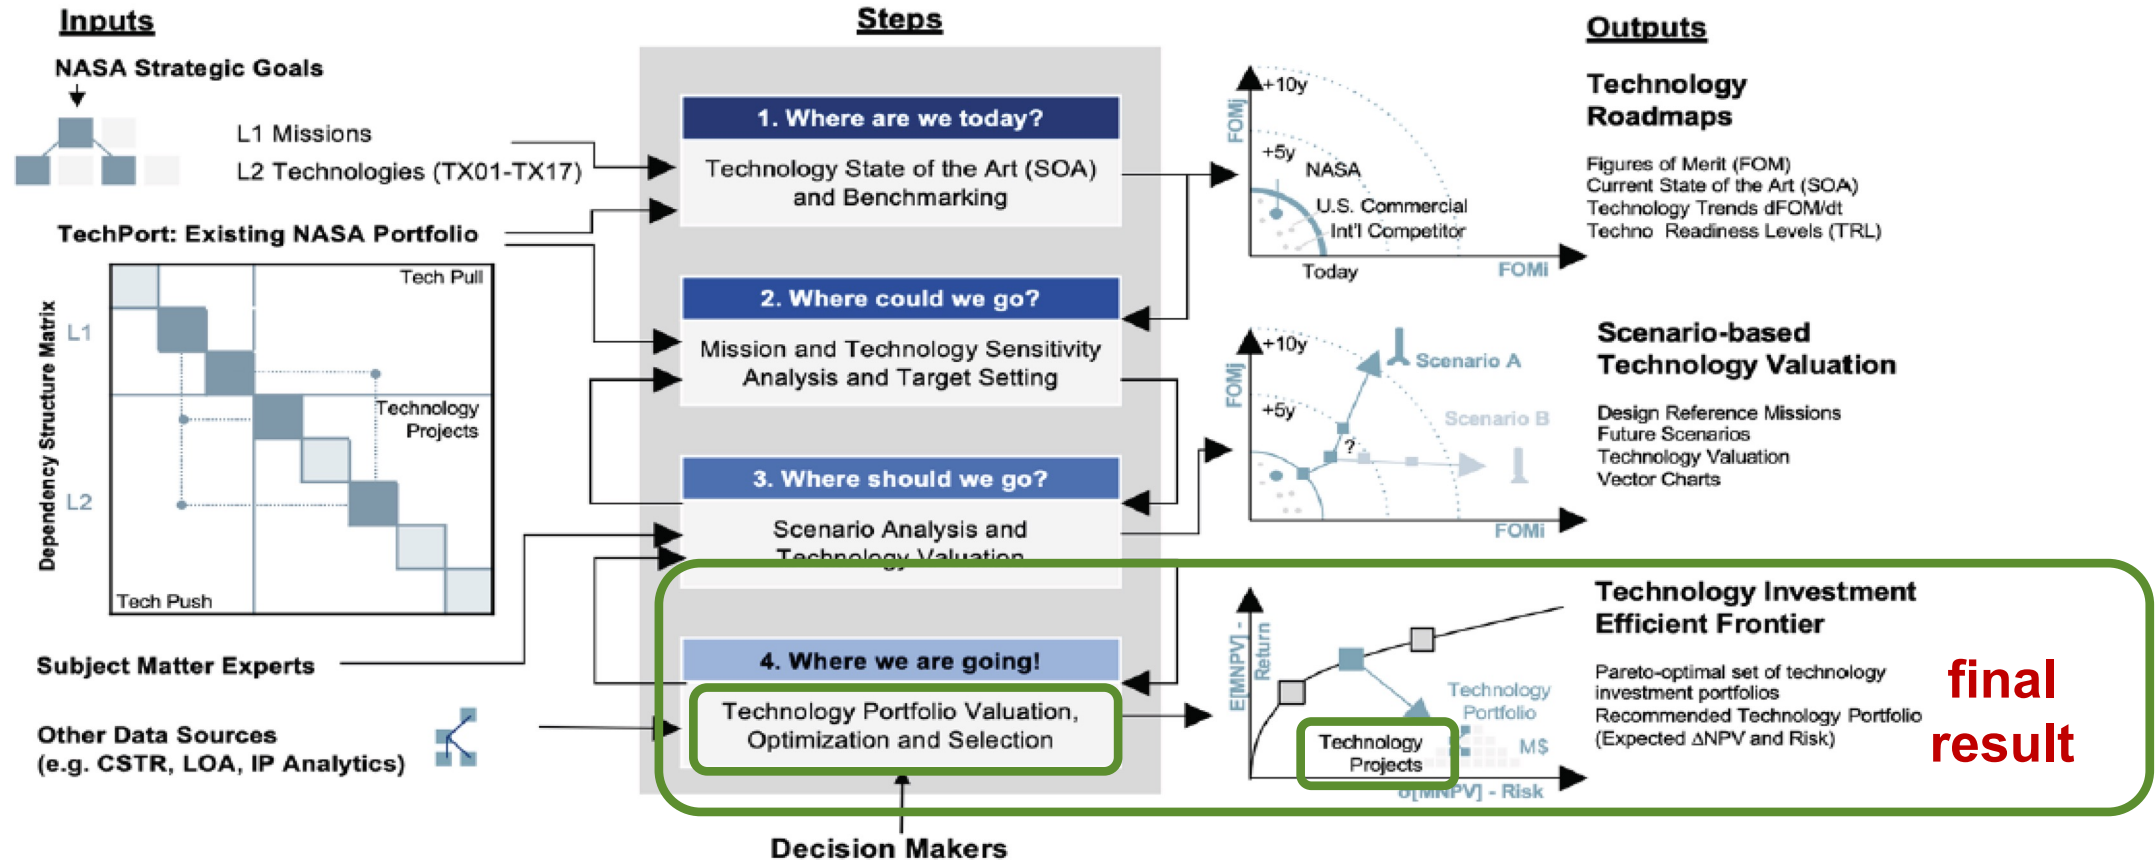 Inputs
NASA Strategic Goals
L1 Missions
L2 Technologies (TX01-TX17)
TechPort: Existing NASA Portfolio
Dependency Structure Matrix
L1
L2
Tech Pull
Technology
Projects
Tech Push
Subject Matter Experts
Other Data Sources
(e.g. CSTR, LOA, IP Analytics)
Steps
1. Where are we today?
Technology State of the Art (SOA)
and Benchmarking
2. Where could we go?
Mission and Technology Sensitivity
Analysis and Target Setting
3. Where should we go?
Scenario Analysis and
Technology Valuation
4. Where we are going!
Technology Portfolio Valuation,
Optimization and Selection
Decision Makers
Outputs
FOMj
+10y
+5y
NASA
U.S. Commercial
Int'l Competitor
Today
FOMi
Technology
Roadmaps
Figures of Merit (FOM)
Current State of the Art (SOA)
Technology Trends dFOM/dt
Techno Readiness Levels (TRL)
FOMj
+10y
+5y
Scenario A
Scenario B
?
FOMi
Scenario-based
Technology Valuation
Design Reference Missions
Future Scenarios
Technology Valuation
Vector Charts
E[MNPV] -
Return
Technology
Portfolio
M$
Technology
Projects
σ[MNPV] - Risk
Technology Investment
Efficient Frontier
Pareto-optimal set of technology
investment portfolios
Recommended Technology Portfolio
(Expected ΔNPV and Risk)
final
result